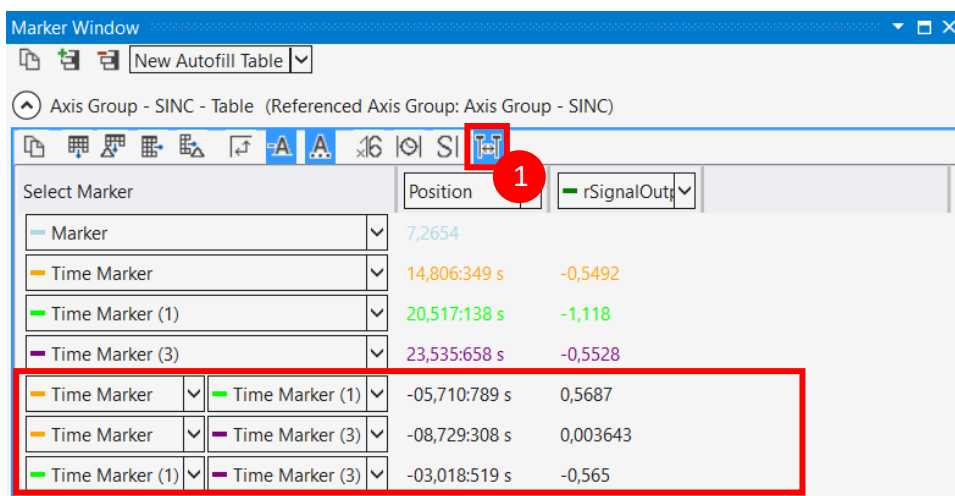 Marker Window
New Autofill Table
Axis Group - SINC - Table (Referenced Axis Group: Axis Group - SINC)
-A A x16 S
1
Select Marker Position rSignalOutp
Marker 7,2654
Time Marker 14,806:349 s -0,5492
Time Marker (1) 20,517:138 s -1,118
Time Marker (3) 23,535:658 s -0,5528
Time Marker Time Marker (1) -05,710:789 s 0,5687
Time Marker Time Marker (3) -08,729:308 s 0,003643
Time Marker (1) Time Marker (3) -03,018:519 s -0,565